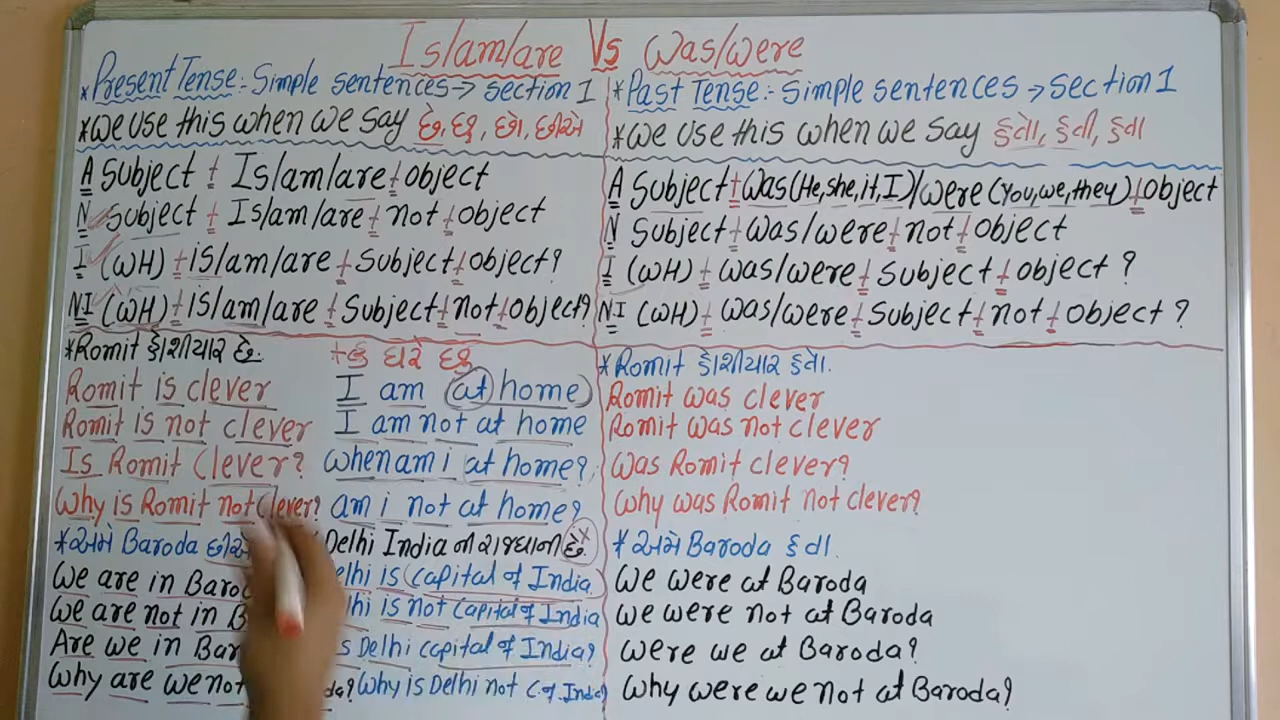 Is/am/are Vs Was/were
*Present Tense:- Simple sentences → section 1
*we use this when we say છે, છું, છો, છીએ
A Subject + Is/am/are + object
N Subject + Is/am/are + not + object
I (WH) + is/am/are + Subject + object?
NI (WH) + is/am/are + Subject + not + object?
*Romit હોશીયાર છે.
Romit is clever
Romit is not clever
Is Romit clever?
Why is Romit not clever?
+હું ઘરે છું
I am at home
I am not at home
when am i at home?
am i not at home?
*અમે Baroda છીએ
We are in
we are not in
Are we in
Why are we not
Delhi India ની રાજધાની છે.
is capital of India
is not capital of India
Delhi capital of India?
Why is Delhi not c.of.India
*Past Tense:- Simple sentences → section 1
*we use this when we say હતો, હતી, હતા
A Subject + Was (He, she, it, I) / were (You, we, they) + object
N Subject + was/were + not + object
I (WH) + was/were + subject + object ?
NI (WH) + was/were + Subject + not + object ?
*Romit હોશીયાર હતો.
Romit was clever
Romit was not clever
Was Romit clever?
Why was Romit not clever?
*અમે Baroda હતા.
We were at Baroda
we were not at Baroda
were we at Baroda?
Why were we not at Baroda?